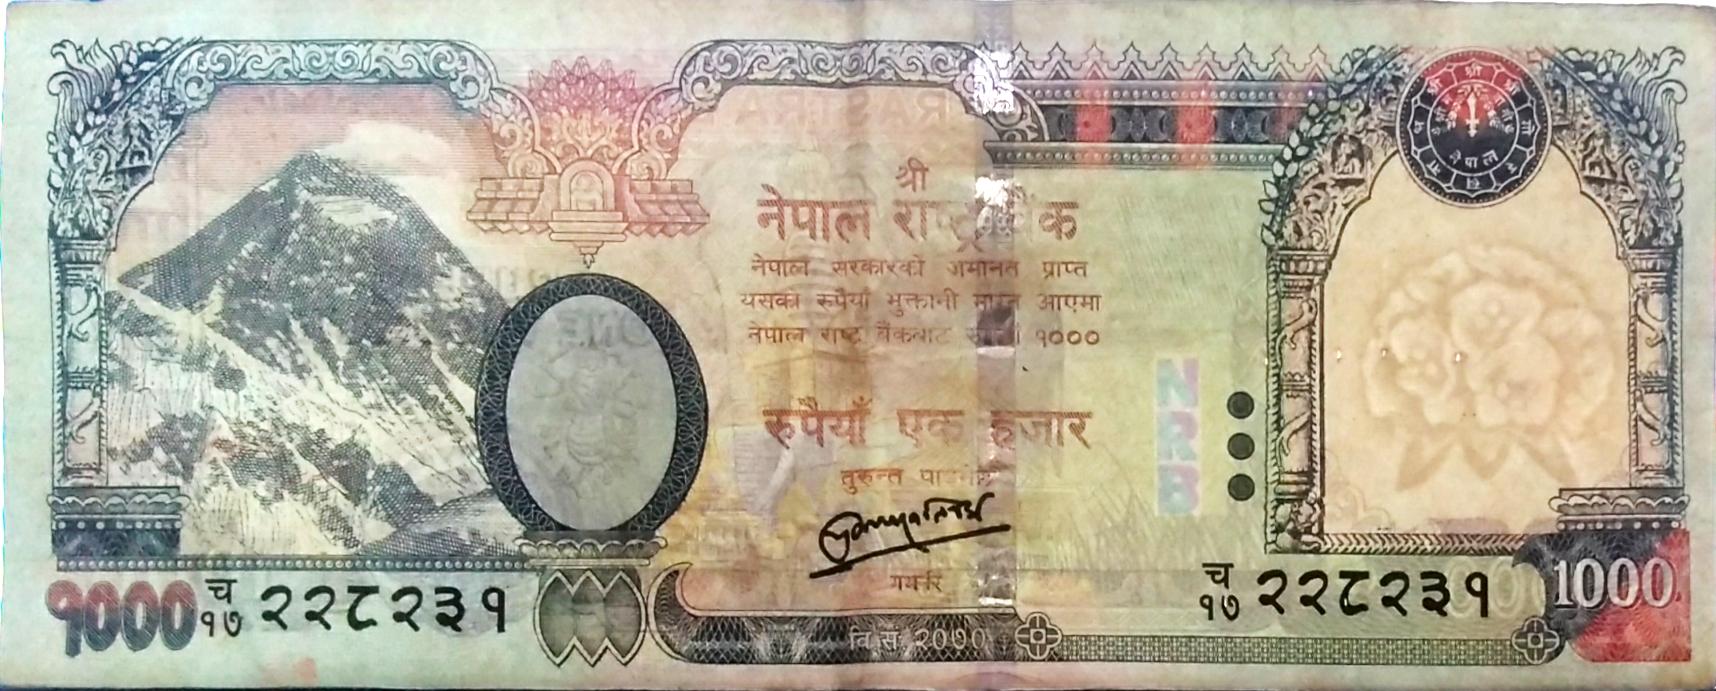 श्री
नेपाल राष्ट्र बैंक
नेपाल सरकारको जमानत प्राप्त
यसको रूपैयाँ भुक्तानी माग्न आएमा
नेपाल राष्ट्र बैंकबाट १०००
रुपैयाँ एक हजार
तुरुन्त पाइनेछ
गभर्नर
NRB
१००० च १७ २२८२३१
च १७ २२८२३१ 1000
वि.सं. २०७०